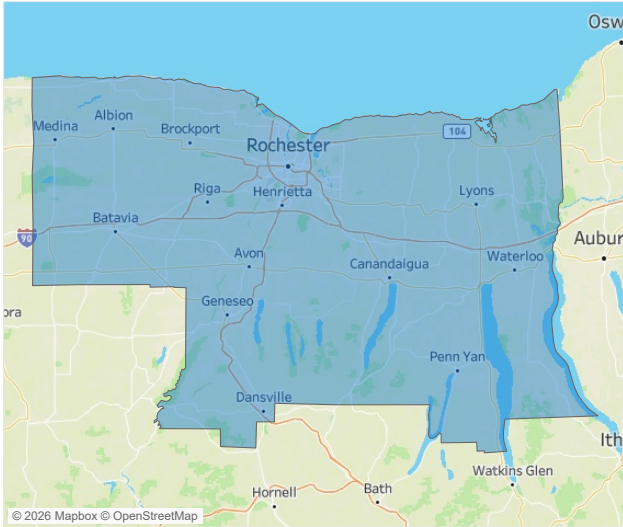 Osw
Medina
Albion
Brockport
104
Rochester
Riga
Henrietta
Lyons
Batavia
90
Aubur
Avon
Canandaigua
Waterloo
ora
Geneseo
Penn Yan
Dansville
Ith
Watkins Glen
Hornell
Bath
© 2026 Mapbox © OpenStreetMap